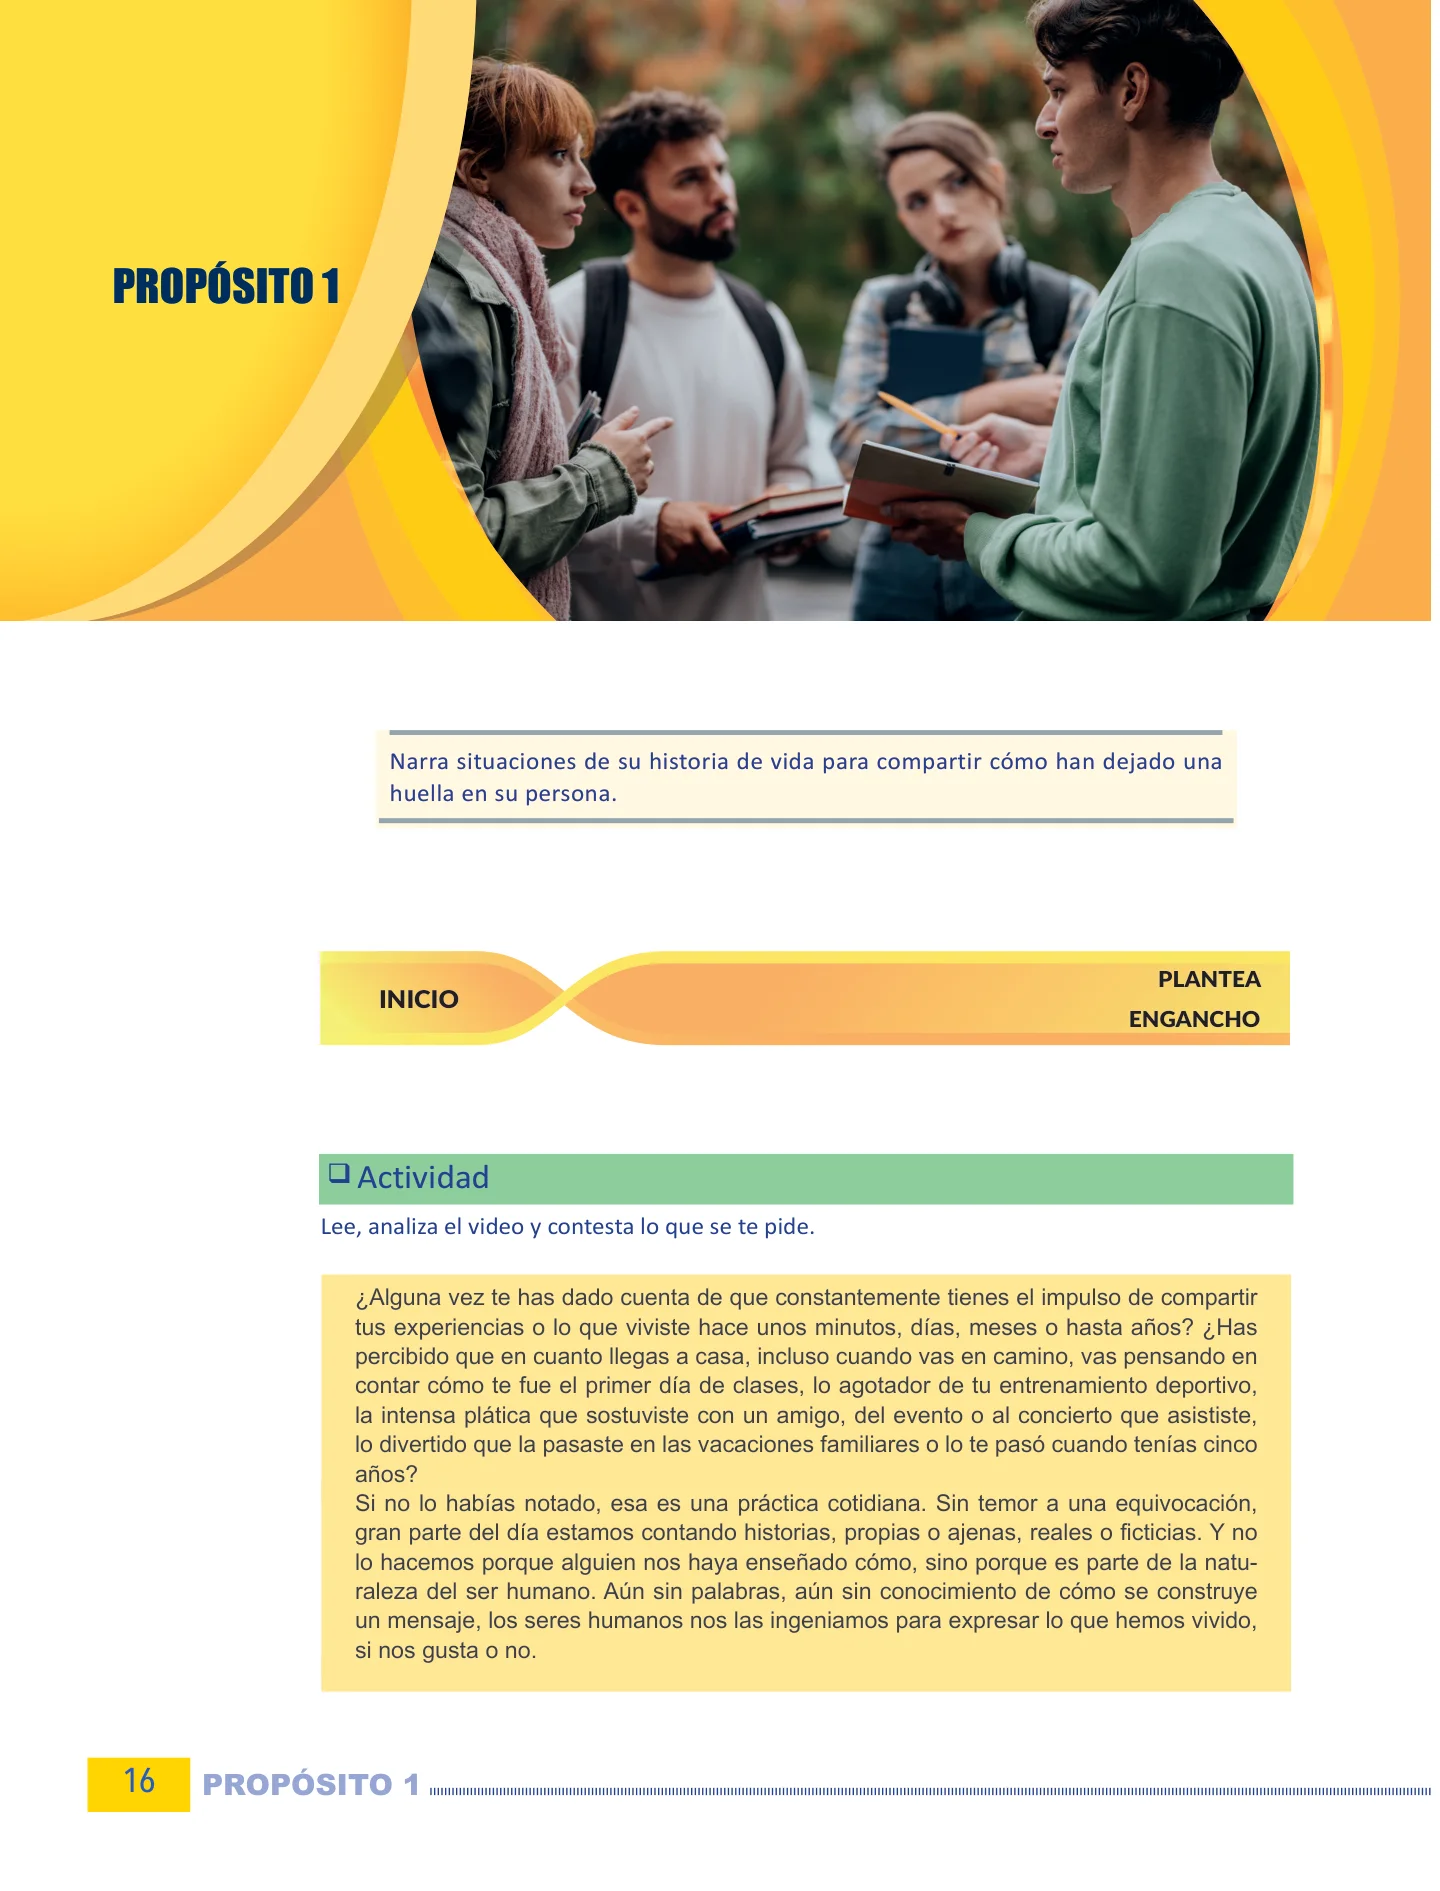 PROPÓSITO 1
Narra situaciones de su historia de vida para compartir cómo han dejado una
huella en su persona.
INICIO
PLANTEA
ENGANCHO
❑ Actividad
Lee, analiza el video y contesta lo que se te pide.
¿Alguna vez te has dado cuenta de que constantemente tienes el impulso de compartir
tus experiencias o lo que viviste hace unos minutos, días, meses o hasta años? ¿Has
percibido que en cuanto llegas a casa, incluso cuando vas en camino, vas pensando en
contar cómo te fue el primer día de clases, lo agotador de tu entrenamiento deportivo,
la intensa plática que sostuviste con un amigo, del evento o al concierto que asististe,
lo divertido que la pasaste en las vacaciones familiares o lo te pasó cuando tenías cinco
años?
Si no lo habías notado, esa es una práctica cotidiana. Sin temor a una equivocación,
gran parte del día estamos contando historias, propias o ajenas, reales o ficticias. Y no
lo hacemos porque alguien nos haya enseñado cómo, sino porque es parte de la natu-
raleza del ser humano. Aún sin palabras, aún sin conocimiento de cómo se construye
un mensaje, los seres humanos nos las ingeniamos para expresar lo que hemos vivido,
si nos gusta o no.
16 PROPÓSITO 1